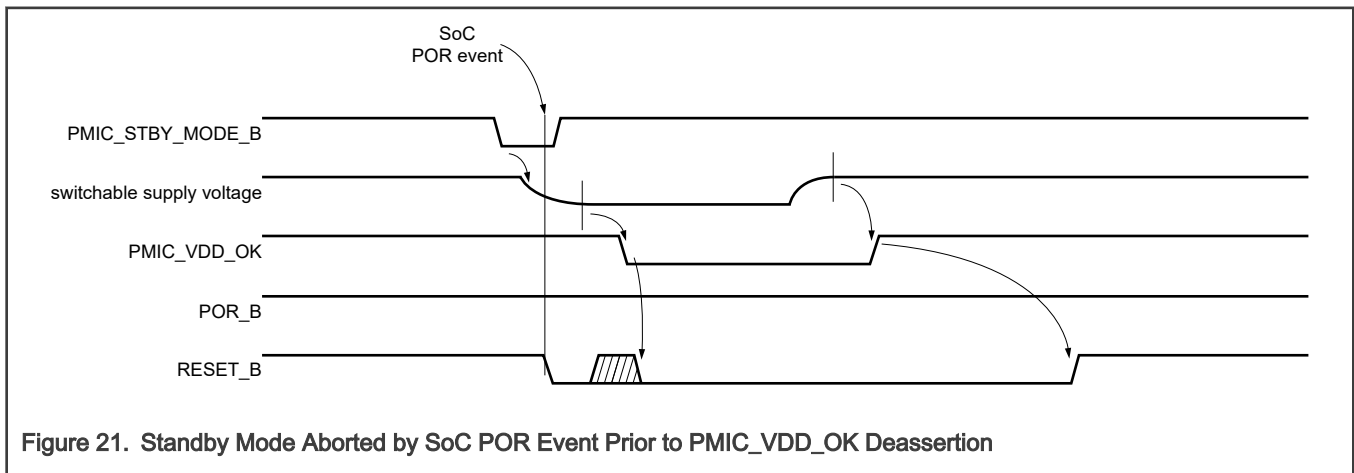 SoC
POR event
PMIC_STBY_MODE_B
switchable supply voltage
PMIC_VDD_OK
POR_B
RESET_B
Figure 21. Standby Mode Aborted by SoC POR Event Prior to PMIC_VDD_OK Deassertion